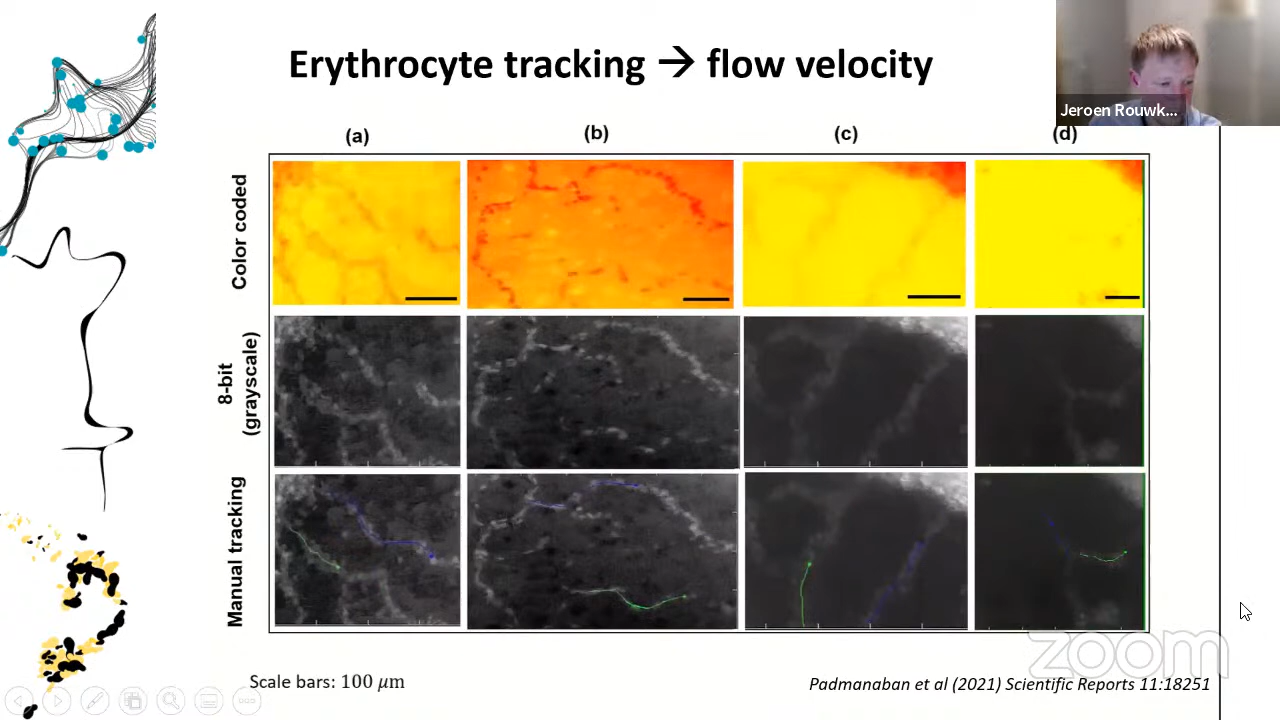 Erythrocyte tracking → flow velocity
Jeroen Rouwk...
(a) (b) (c) (d)
Color coded
8-bit
(grayscale)
Manual tracking
zoom
Scale bars: 100 μm
Padmanaban et al (2021) Scientific Reports 11:18251